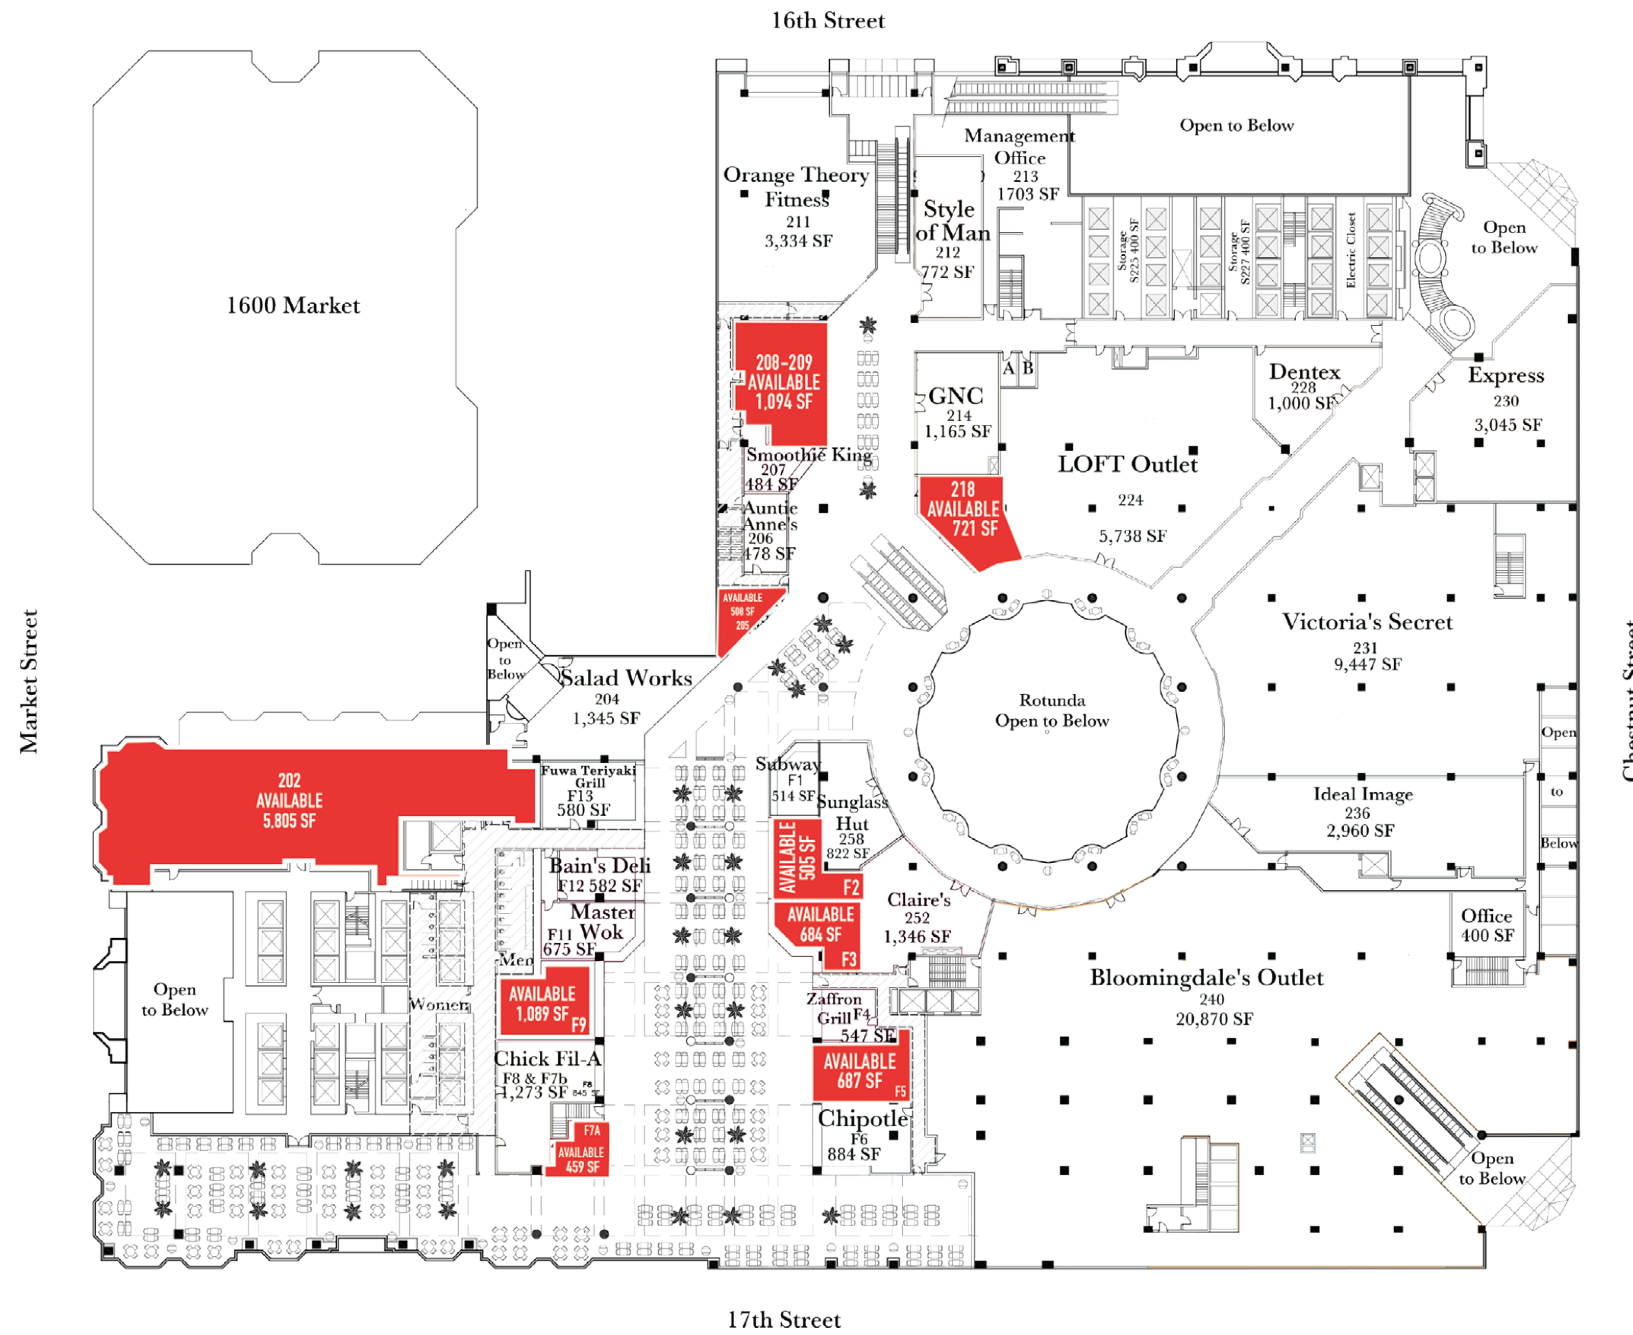 16th Street
1600 Market
Market Street
Chestnut Street
17th Street
Orange Theory
Fitness
211
3,334 SF
Management
Office
213
1703 SF
Style
of Man
212
772 SF
Open to Below
Storage
S225 400 SF
Storage
S227 400 SF
Electric Closet
Open
to Below
208-209
AVAILABLE
1,094 SF
GNC
214
1,165 SF
A B
Dentex
228
1,000 SF
Express
230
3,045 SF
Smoothie King
207
484 SF
LOFT Outlet
224
5,738 SF
218
AVAILABLE
721 SF
Auntie
Anne's
206
478 SF
AVAILABLE
508 SF
205
Open
to
Below
Salad Works
204
1,345 SF
Victoria's Secret
231
9,447 SF
Rotunda
Open to Below
Open
to
Below
202
AVAILABLE
5,805 SF
Fuwa Teriyaki
Grill
F13
580 SF
Subway
F1
514 SF
Sunglass
Hut
258
822 SF
Ideal Image
236
2,960 SF
AVAILABLE
505 SF
F2
Bain's Deli
F12 582 SF
Master
Wok
F11
675 SF
AVAILABLE
684 SF
F3
Claire's
252
1,346 SF
Office
400 SF
Men
Women
Open
to Below
AVAILABLE
1,089 SF
F9
Zaffron
Grill F4
547 SF
Bloomingdale's Outlet
240
20,870 SF
Chick Fil-A
F8 & F7b
1,273 SF
F8
845 SF
AVAILABLE
687 SF
F5
Chipotle
F6
884 SF
F7A
AVAILABLE
459 SF
Open
to Below